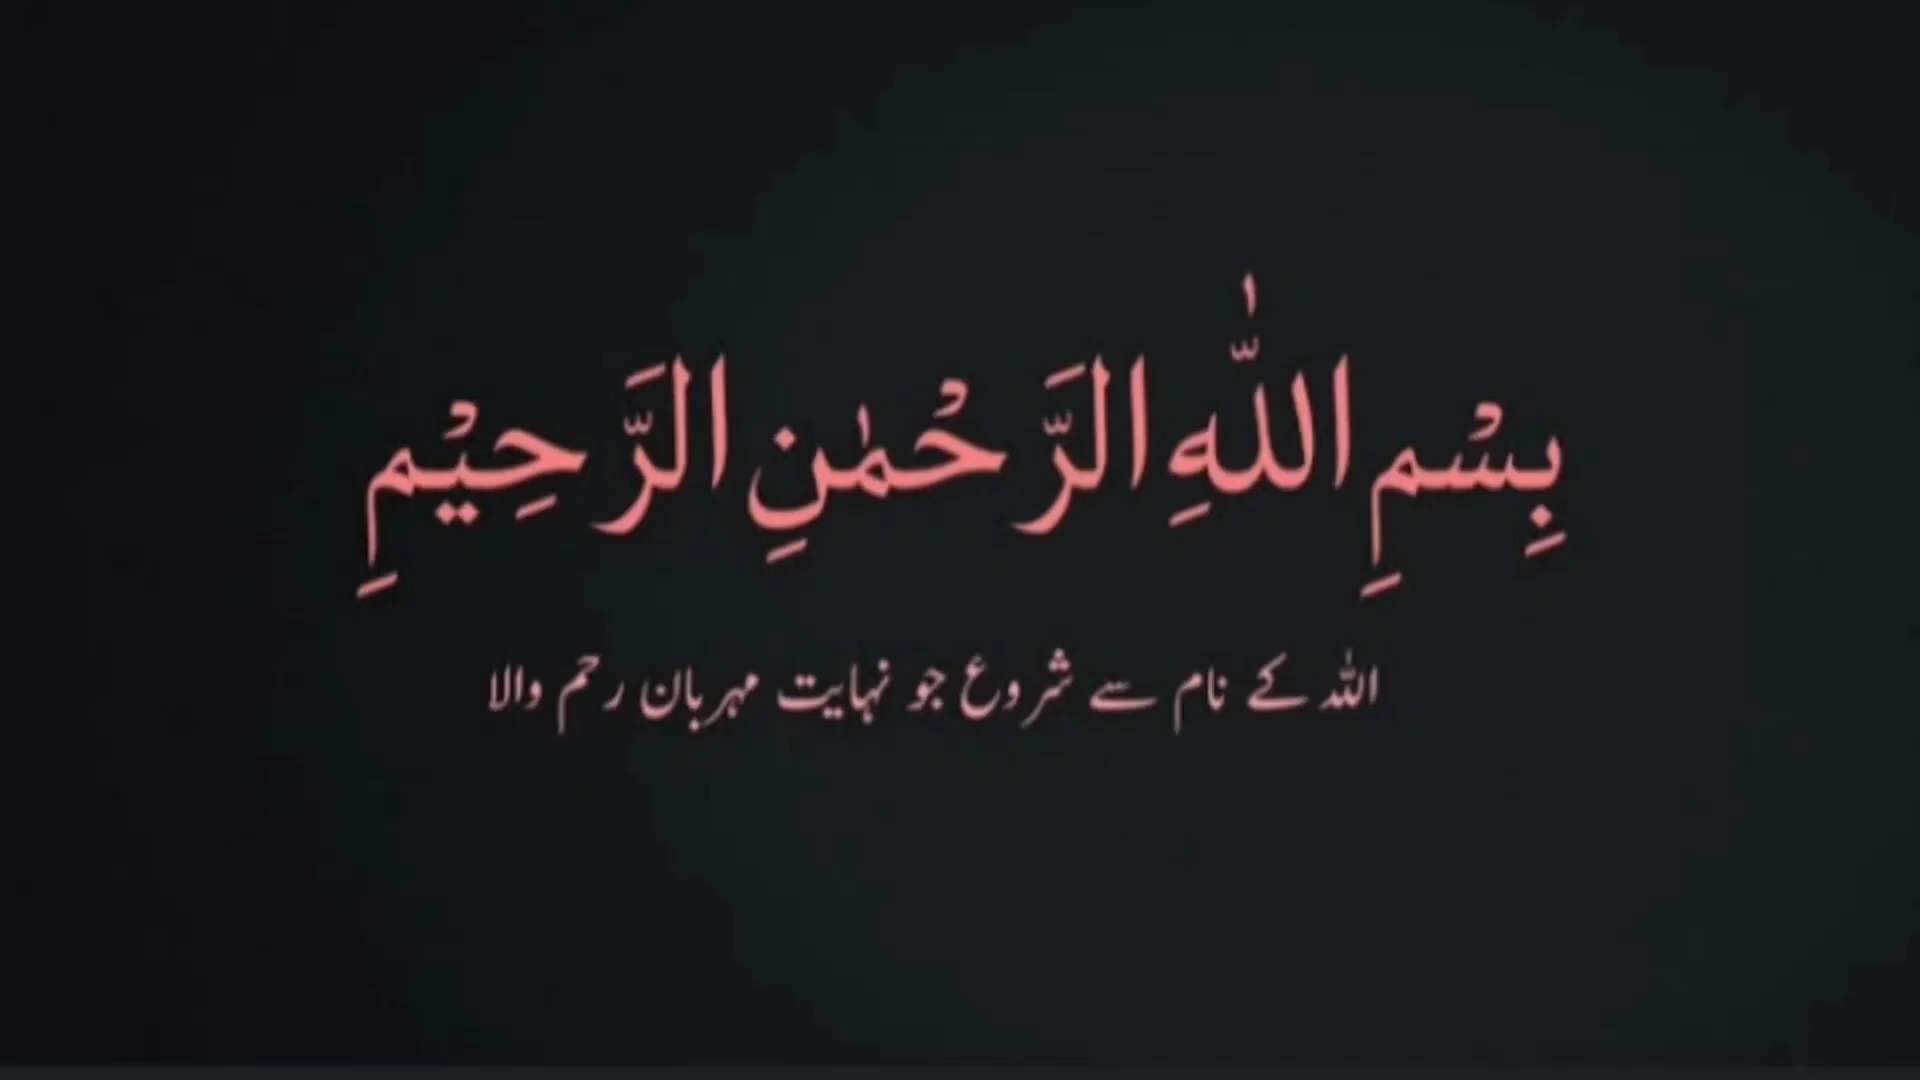 بِسْمِ اللّٰهِ الرَّحْمٰنِ الرَّحِيْمِ
اللہ کے نام سے شروع جو نہایت مہربان رحم والا